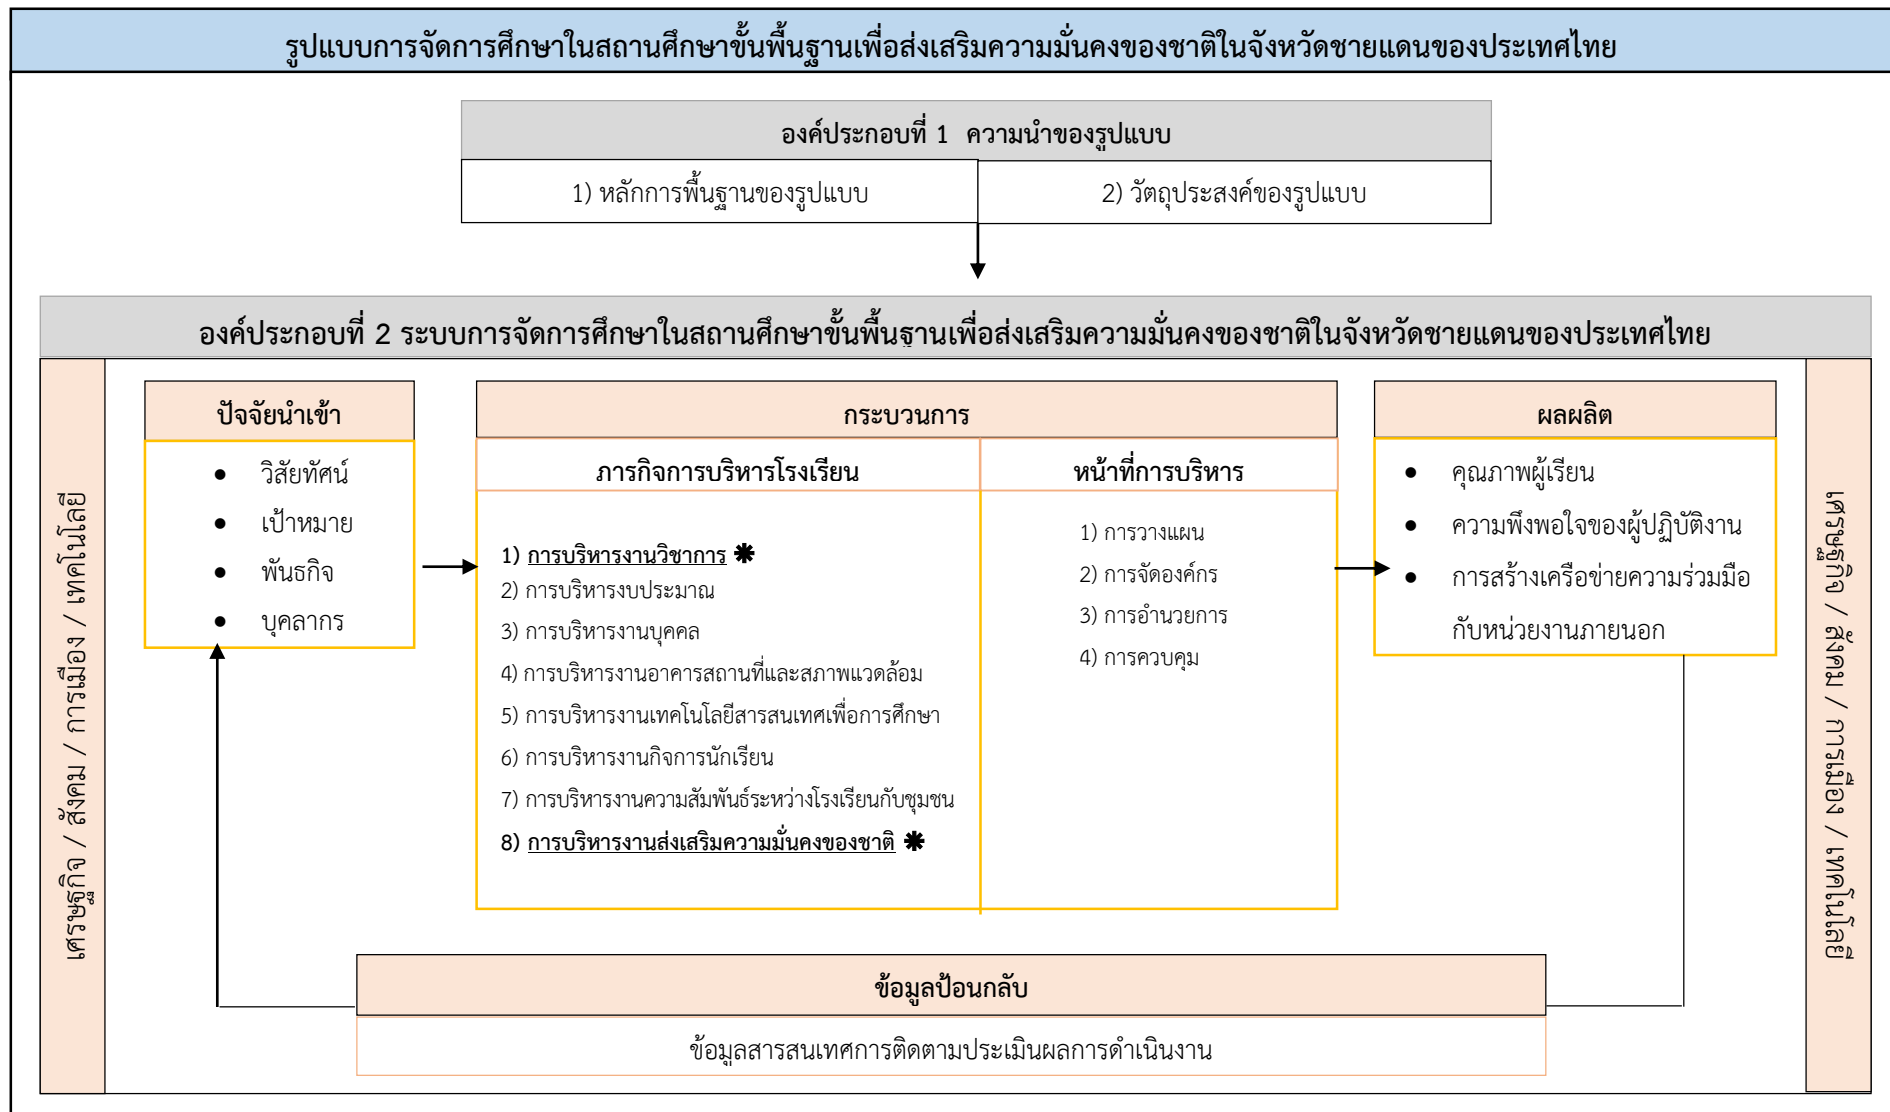 รูปแบบการจัดการศึกษาในสถานศึกษาขั้นพื้นฐานเพื่อส่งเสริมความมั่นคงของชาติในจังหวัดชายแดนของประเทศไทย
องค์ประกอบที่ 1 ความนำของรูปแบบ
1) หลักการพื้นฐานของรูปแบบ
2) วัตถุประสงค์ของรูปแบบ
องค์ประกอบที่ 2 ระบบการจัดการศึกษาในสถานศึกษาขั้นพื้นฐานเพื่อส่งเสริมความมั่นคงของชาติในจังหวัดชายแดนของประเทศไทย
เศรษฐกิจ / สังคม / การเมือง / เทคโนโลยี
ปัจจัยนำเข้า
● วิสัยทัศน์
● เป้าหมาย
● พันธกิจ
● บุคลากร
กระบวนการ
ภารกิจการบริหารโรงเรียน
1) การบริหารงานวิชาการ ✱
2) การบริหารงบประมาณ
3) การบริหารงานบุคคล
4) การบริหารงานอาคารสถานที่และสภาพแวดล้อม
5) การบริหารงานเทคโนโลยีสารสนเทศเพื่อการศึกษา
6) การบริหารงานกิจการนักเรียน
7) การบริหารงานความสัมพันธ์ระหว่างโรงเรียนกับชุมชน
8) การบริหารงานส่งเสริมความมั่นคงของชาติ ✱
หน้าที่การบริหาร
1) การวางแผน
2) การจัดองค์กร
3) การอำนวยการ
4) การควบคุม
ผลผลิต
● คุณภาพผู้เรียน
● ความพึงพอใจของผู้ปฏิบัติงาน
● การสร้างเครือข่ายความร่วมมือ
กับหน่วยงานภายนอก
เศรษฐกิจ / สังคม / การเมือง / เทคโนโลยี
ข้อมูลป้อนกลับ
ข้อมูลสารสนเทศการติดตามประเมินผลการดำเนินงาน